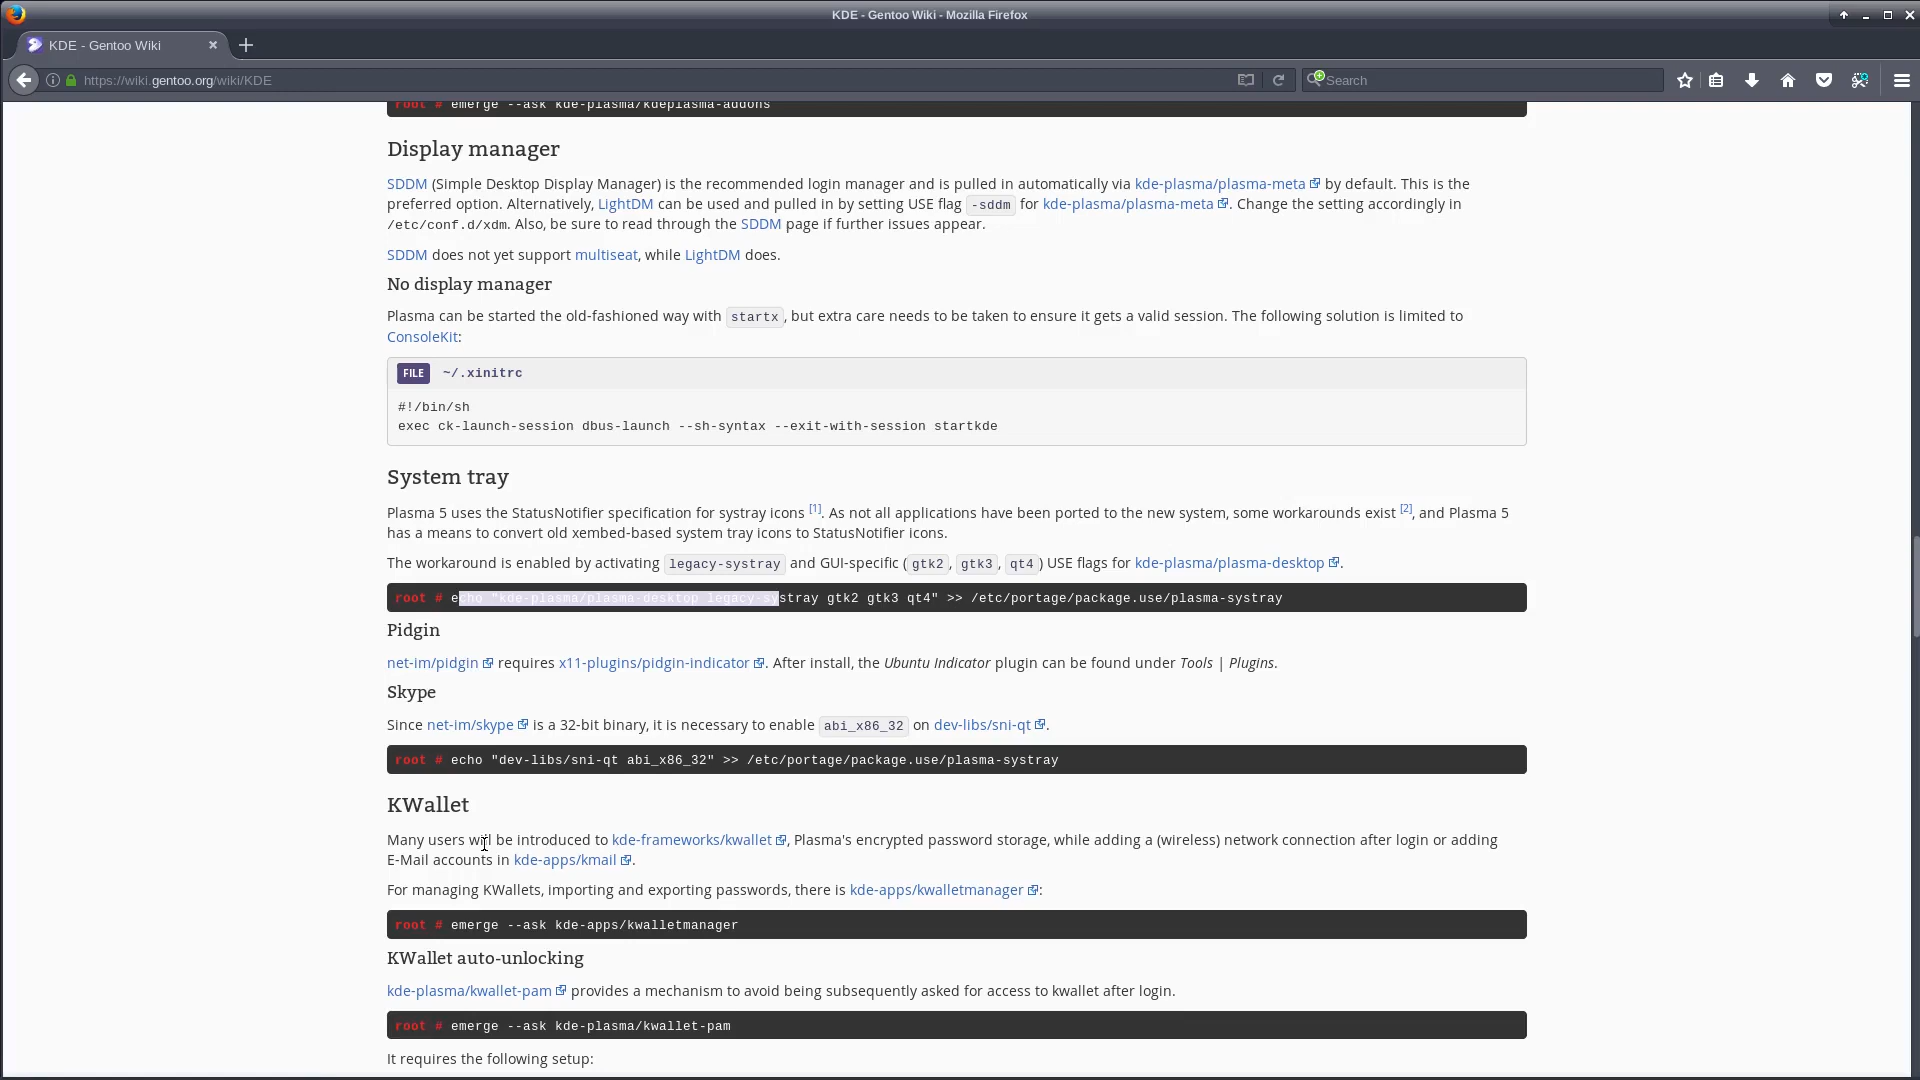 KDE - Gentoo Wiki - Mozilla Firefox
KDE - Gentoo Wiki
https://wiki.gentoo.org/wiki/KDE
Search
root # emerge --ask kde-plasma/kdeplasma-addons
Display manager
SDDM (Simple Desktop Display Manager) is the recommended login manager and is pulled in automatically via kde-plasma/plasma-meta by default. This is the
preferred option. Alternatively, LightDM can be used and pulled in by setting USE flag -sddm for kde-plasma/plasma-meta. Change the setting accordingly in
/etc/conf.d/xdm. Also, be sure to read through the SDDM page if further issues appear.
SDDM does not yet support multiseat, while LightDM does.
No display manager
Plasma can be started the old-fashioned way with startx, but extra care needs to be taken to ensure it gets a valid session. The following solution is limited to
ConsoleKit:
FILE ~/.xinitrc
#!/bin/sh
exec ck-launch-session dbus-launch --sh-syntax --exit-with-session startkde
System tray
Plasma 5 uses the StatusNotifier specification for systray icons [1]. As not all applications have been ported to the new system, some workarounds exist [2], and Plasma 5
has a means to convert old xembed-based system tray icons to StatusNotifier icons.
The workaround is enabled by activating legacy-systray and GUI-specific (gtk2, gtk3, qt4) USE flags for kde-plasma/plasma-desktop.
root # echo "kde-plasma/plasma-desktop legacy-systray gtk2 gtk3 qt4" >> /etc/portage/package.use/plasma-systray
Pidgin
net-im/pidgin requires x11-plugins/pidgin-indicator. After install, the Ubuntu Indicator plugin can be found under Tools | Plugins.
Skype
Since net-im/skype is a 32-bit binary, it is necessary to enable abi_x86_32 on dev-libs/sni-qt.
root # echo "dev-libs/sni-qt abi_x86_32" >> /etc/portage/package.use/plasma-systray
KWallet
Many users will be introduced to kde-frameworks/kwallet, Plasma's encrypted password storage, while adding a (wireless) network connection after login or adding
E-Mail accounts in kde-apps/kmail.
For managing KWallets, importing and exporting passwords, there is kde-apps/kwalletmanager:
root # emerge --ask kde-apps/kwalletmanager
KWallet auto-unlocking
kde-plasma/kwallet-pam provides a mechanism to avoid being subsequently asked for access to kwallet after login.
root # emerge --ask kde-plasma/kwallet-pam
It requires the following setup: